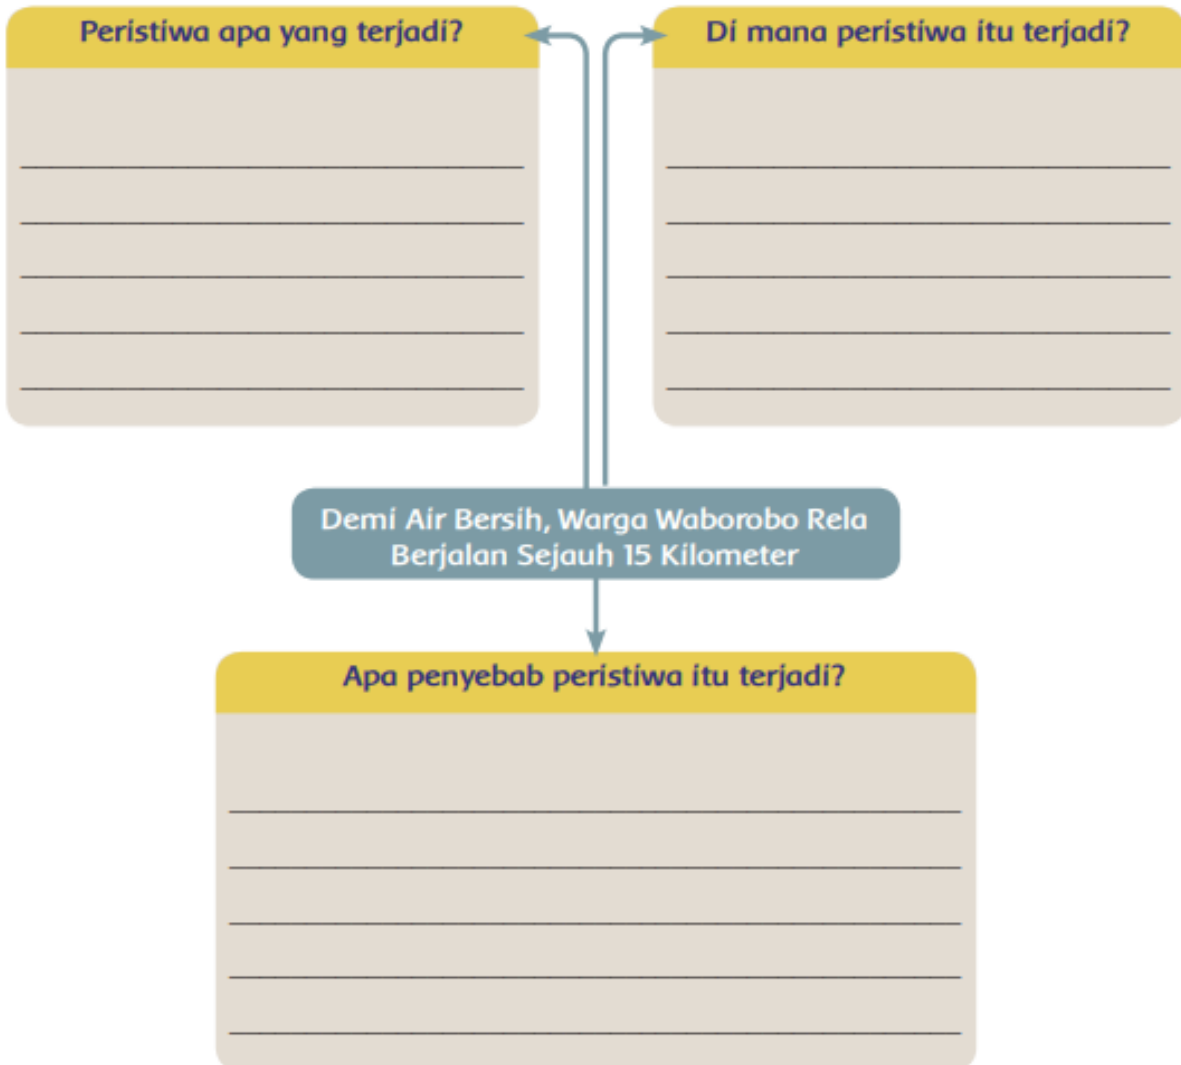 Peristiwa apa yang terjadi?
Di mana peristiwa itu terjadi?
Demi Air Bersih, Warga Waborobo Rela
Berjalan Sejauh 15 Kilometer
Apa penyebab peristiwa itu terjadi?